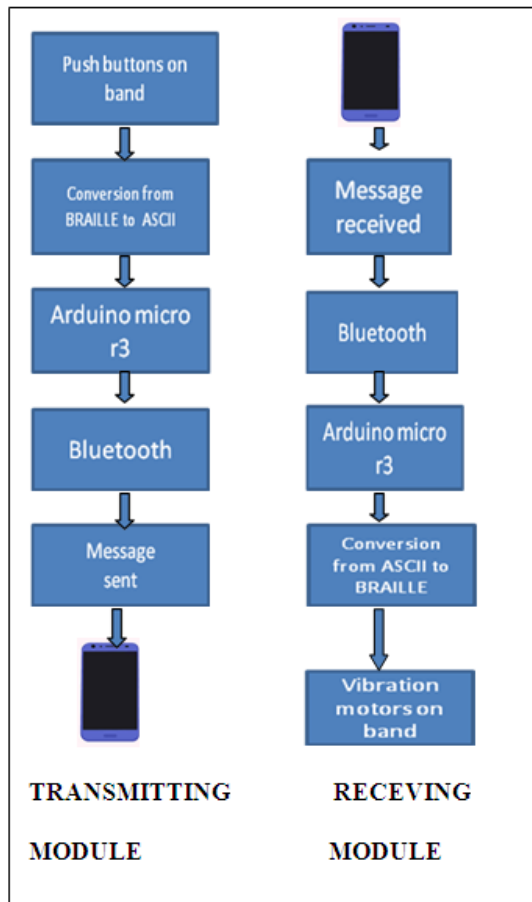 Push buttons on
band
Conversion from
BRAILLE to ASCII
Arduino micro
r3
Bluetooth
Message
sent
TRANSMITTING
MODULE
Message
received
Bluetooth
Arduino micro
r3
Conversion
from ASCII to
BRAILLE
Vibration
motors on
band
RECEVING
MODULE